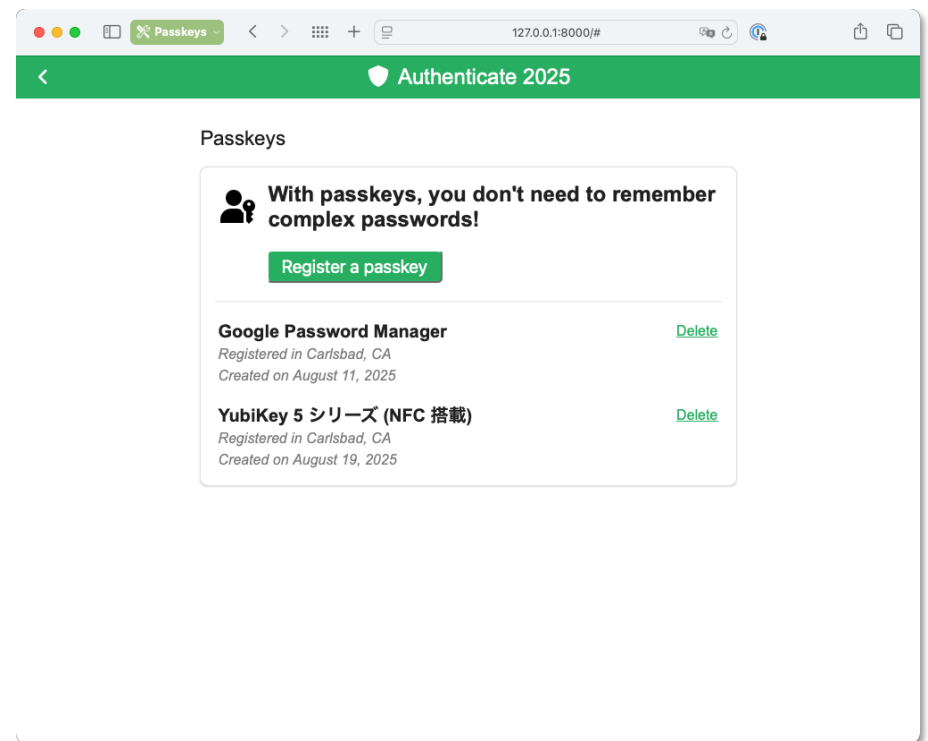 Passkeys
127.0.0.1:8000/#
Authenticate 2025
Passkeys
With passkeys, you don't need to remember
complex passwords!
Register a passkey
Google Password Manager
Delete
Registered in Carlsbad, CA
Created on August 11, 2025
YubiKey 5 シリーズ (NFC 搭載)
Delete
Registered in Carlsbad, CA
Created on August 19, 2025